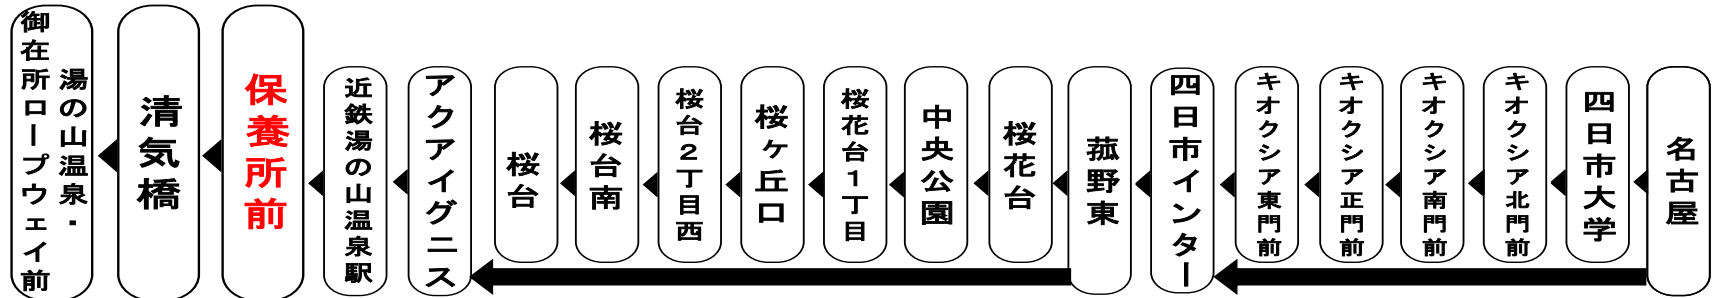 名古屋
四日市大学
キオクシア北門前
キオクシア南門前
キオクシア正門前
キオクシア東門前
四日市インター
菰野東
桜花台
中央公園
桜花台1丁目
桜ヶ丘口
桜台2丁目西
桜台南
桜台
アクアイグニス
近鉄湯の山温泉駅
保養所前
清気橋
湯の山温泉・
御在所ロープウェイ前